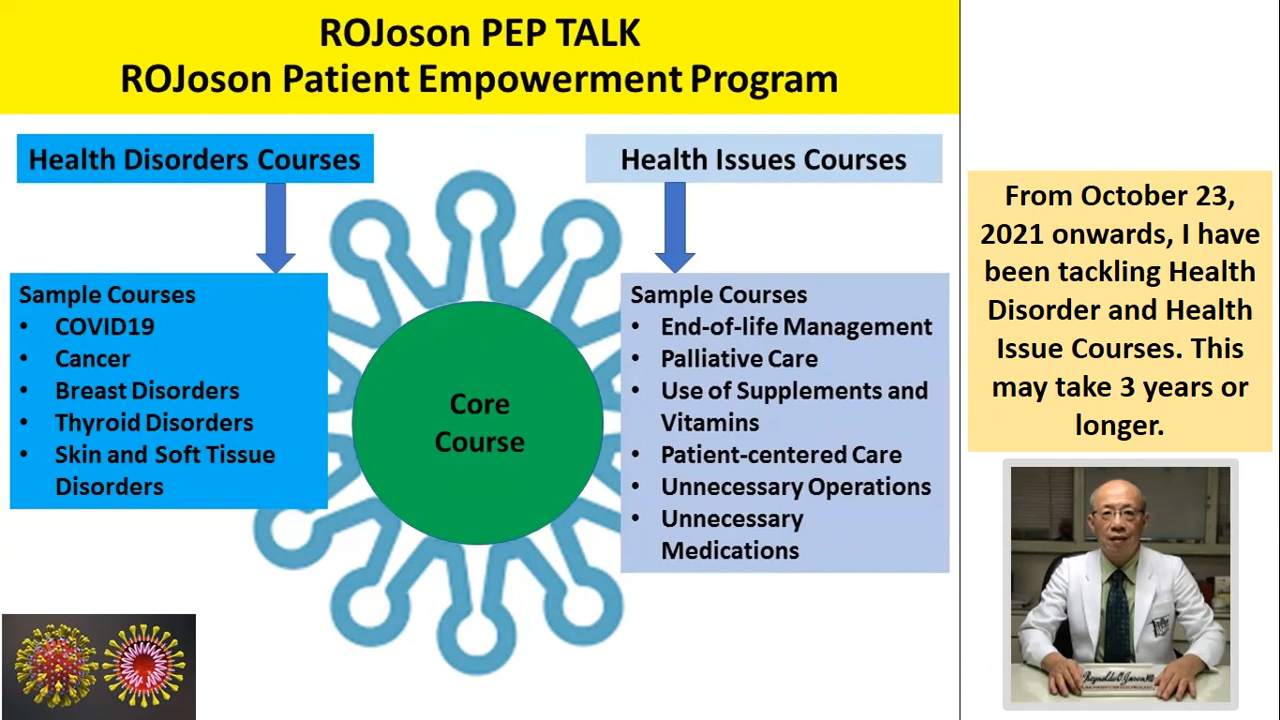 ROJoson PEP TALK
ROJoson Patient Empowerment Program
Health Disorders Courses
Sample Courses
• COVID19
• Cancer
• Breast Disorders
• Thyroid Disorders
• Skin and Soft Tissue
Disorders
Core
Course
Health Issues Courses
Sample Courses
• End-of-life Management
• Palliative Care
• Use of Supplements and
Vitamins
• Patient-centered Care
• Unnecessary Operations
• Unnecessary
Medications
From October 23,
2021 onwards, I have
been tackling Health
Disorder and Health
Issue Courses. This
may take 3 years or
longer.
Reynaldo O. Joson, MD